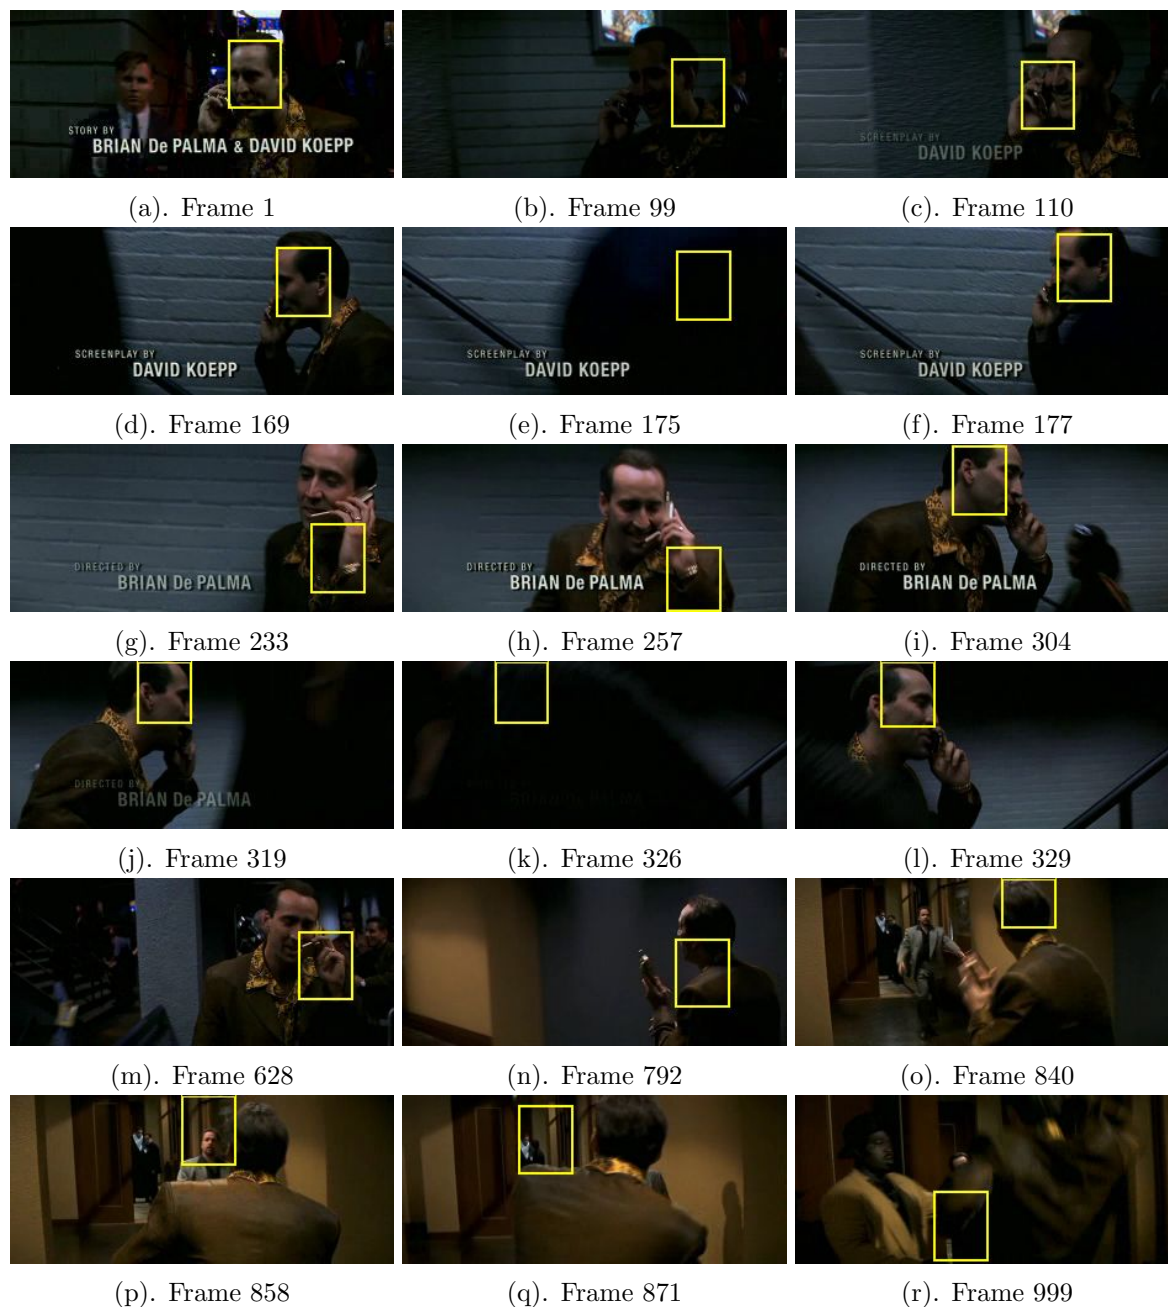 STORY BY
BRIAN De PALMA & DAVID KOEPP
SCREENPLAY BY
DAVID KOEPP
(a). Frame 1
(b). Frame 99
(c). Frame 110
SCREENPLAY BY
DAVID KOEPP
SCREENPLAY BY
DAVID KOEPP
SCREENPLAY BY
DAVID KOEPP
(d). Frame 169
(e). Frame 175
(f). Frame 177
DIRECTED BY
BRIAN De PALMA
DIRECTED BY
BRIAN De PALMA
DIRECTED BY
BRIAN De PALMA
(g). Frame 233
(h). Frame 257
(i). Frame 304
DIRECTED BY
BRIAN De PALMA
(j). Frame 319
(k). Frame 326
(l). Frame 329
(m). Frame 628
(n). Frame 792
(o). Frame 840
(p). Frame 858
(q). Frame 871
(r). Frame 999